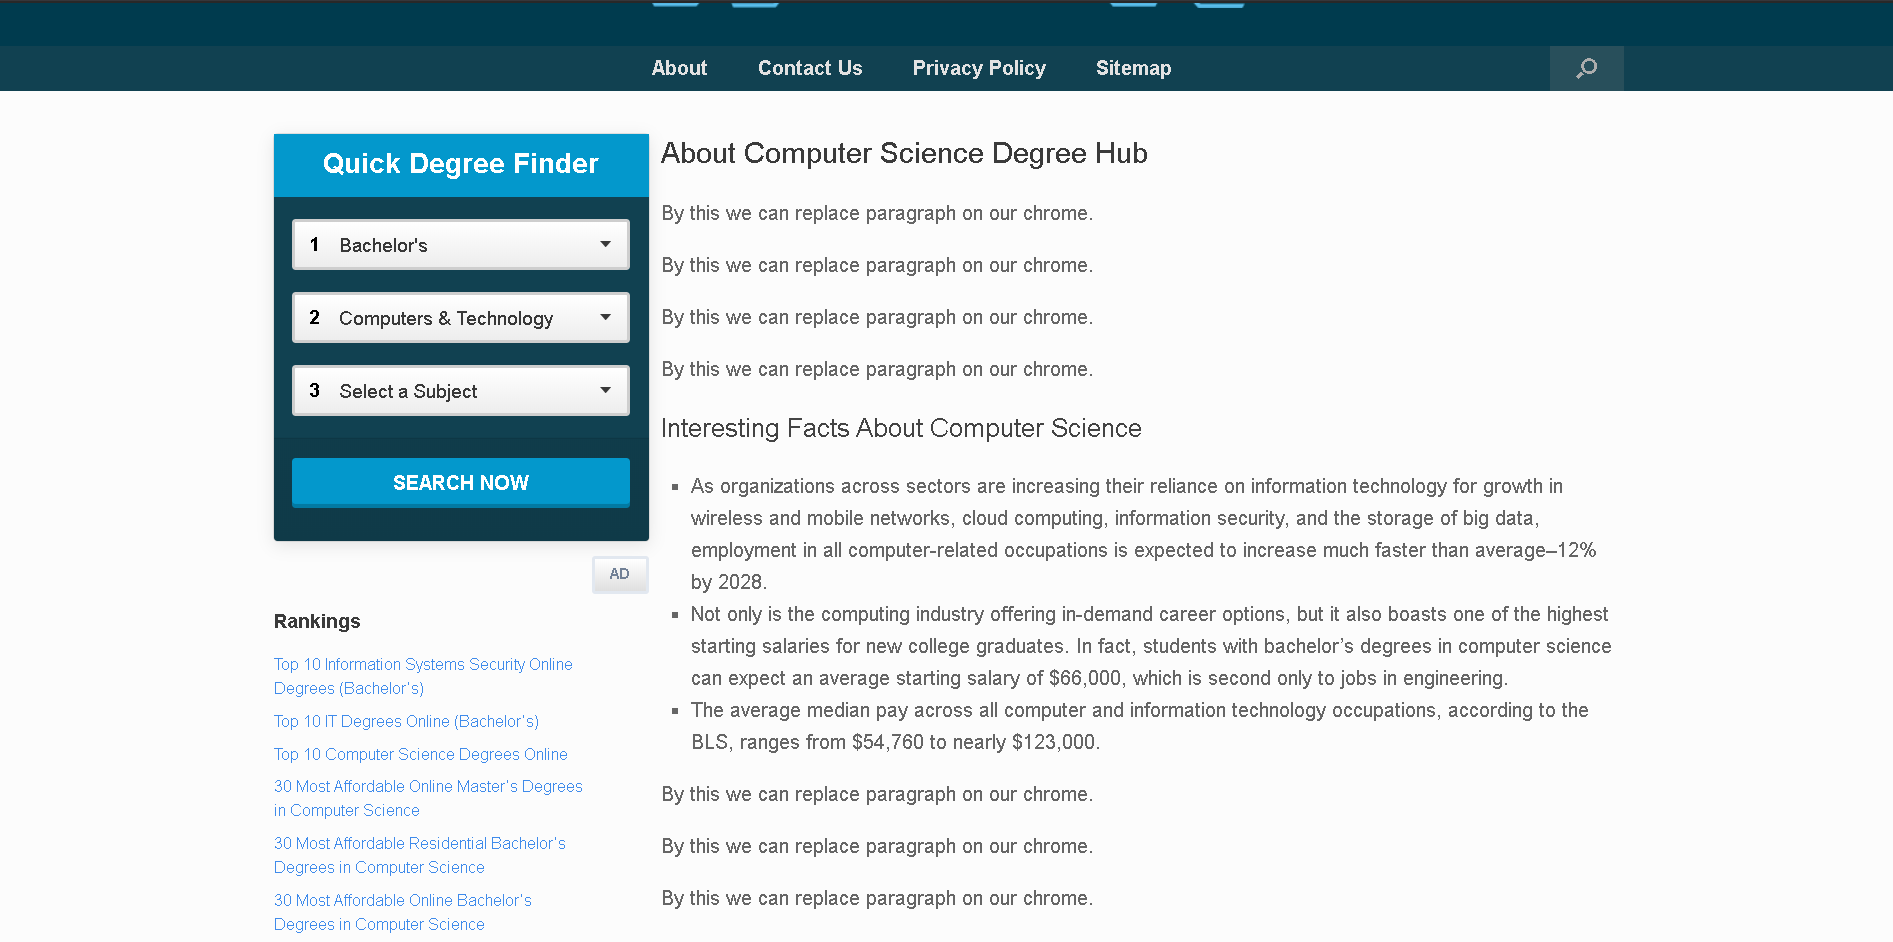 About Contact Us Privacy Policy Sitemap
Quick Degree Finder
1 Bachelor's
2 Computers & Technology
3 Select a Subject
SEARCH NOW
AD
Rankings
Top 10 Information Systems Security Online
Degrees (Bachelor’s)
Top 10 IT Degrees Online (Bachelor’s)
Top 10 Computer Science Degrees Online
30 Most Affordable Online Master’s Degrees
in Computer Science
30 Most Affordable Residential Bachelor’s
Degrees in Computer Science
30 Most Affordable Online Bachelor’s
Degrees in Computer Science
About Computer Science Degree Hub
By this we can replace paragraph on our chrome.
By this we can replace paragraph on our chrome.
By this we can replace paragraph on our chrome.
By this we can replace paragraph on our chrome.
Interesting Facts About Computer Science
As organizations across sectors are increasing their reliance on information technology for growth in
wireless and mobile networks, cloud computing, information security, and the storage of big data,
employment in all computer-related occupations is expected to increase much faster than average–12%
by 2028.
Not only is the computing industry offering in-demand career options, but it also boasts one of the highest
starting salaries for new college graduates. In fact, students with bachelor’s degrees in computer science
can expect an average starting salary of $66,000, which is second only to jobs in engineering.
The average median pay across all computer and information technology occupations, according to the
BLS, ranges from $54,760 to nearly $123,000.
By this we can replace paragraph on our chrome.
By this we can replace paragraph on our chrome.
By this we can replace paragraph on our chrome.